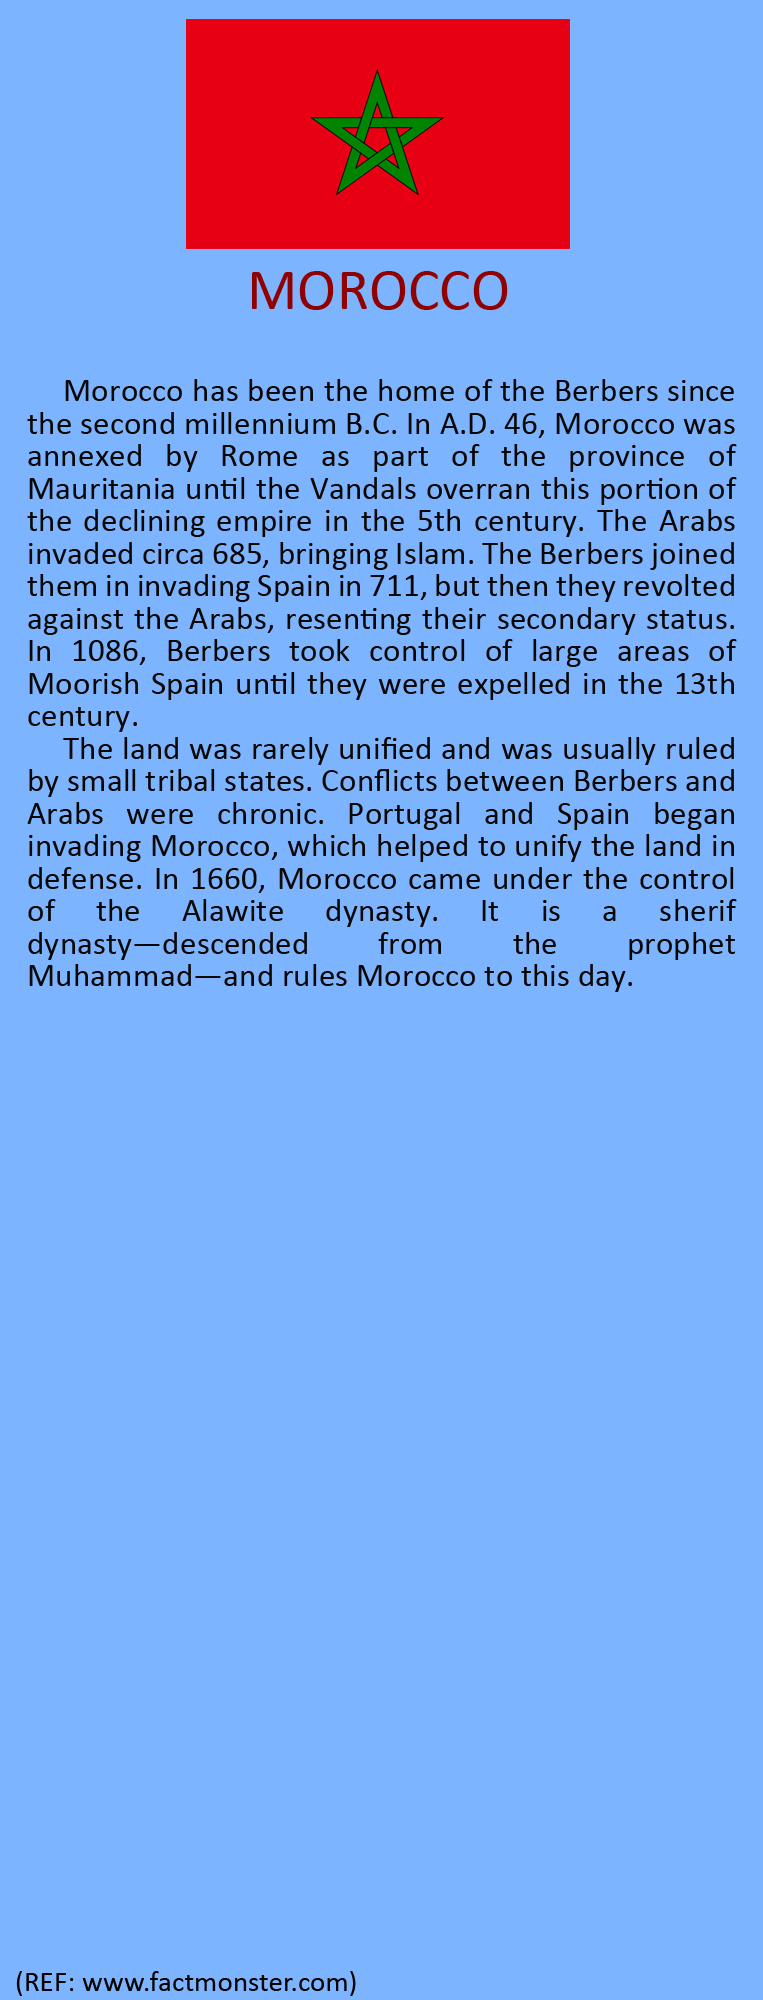 MOROCCO
Morocco has been the home of the Berbers since
the second millennium B.C. In A.D. 46, Morocco was
annexed by Rome as part of the province of
Mauritania until the Vandals overran this portion of
the declining empire in the 5th century. The Arabs
invaded circa 685, bringing Islam. The Berbers joined
them in invading Spain in 711, but then they revolted
against the Arabs, resenting their secondary status.
In 1086, Berbers took control of large areas of
Moorish Spain until they were expelled in the 13th
century.
The land was rarely unified and was usually ruled
by small tribal states. Conflicts between Berbers and
Arabs were chronic. Portugal and Spain began
invading Morocco, which helped to unify the land in
defense. In 1660, Morocco came under the control
of the Alawite dynasty. It is a sherif
dynasty—descended from the prophet
Muhammad—and rules Morocco to this day.
(REF: www.factmonster.com)